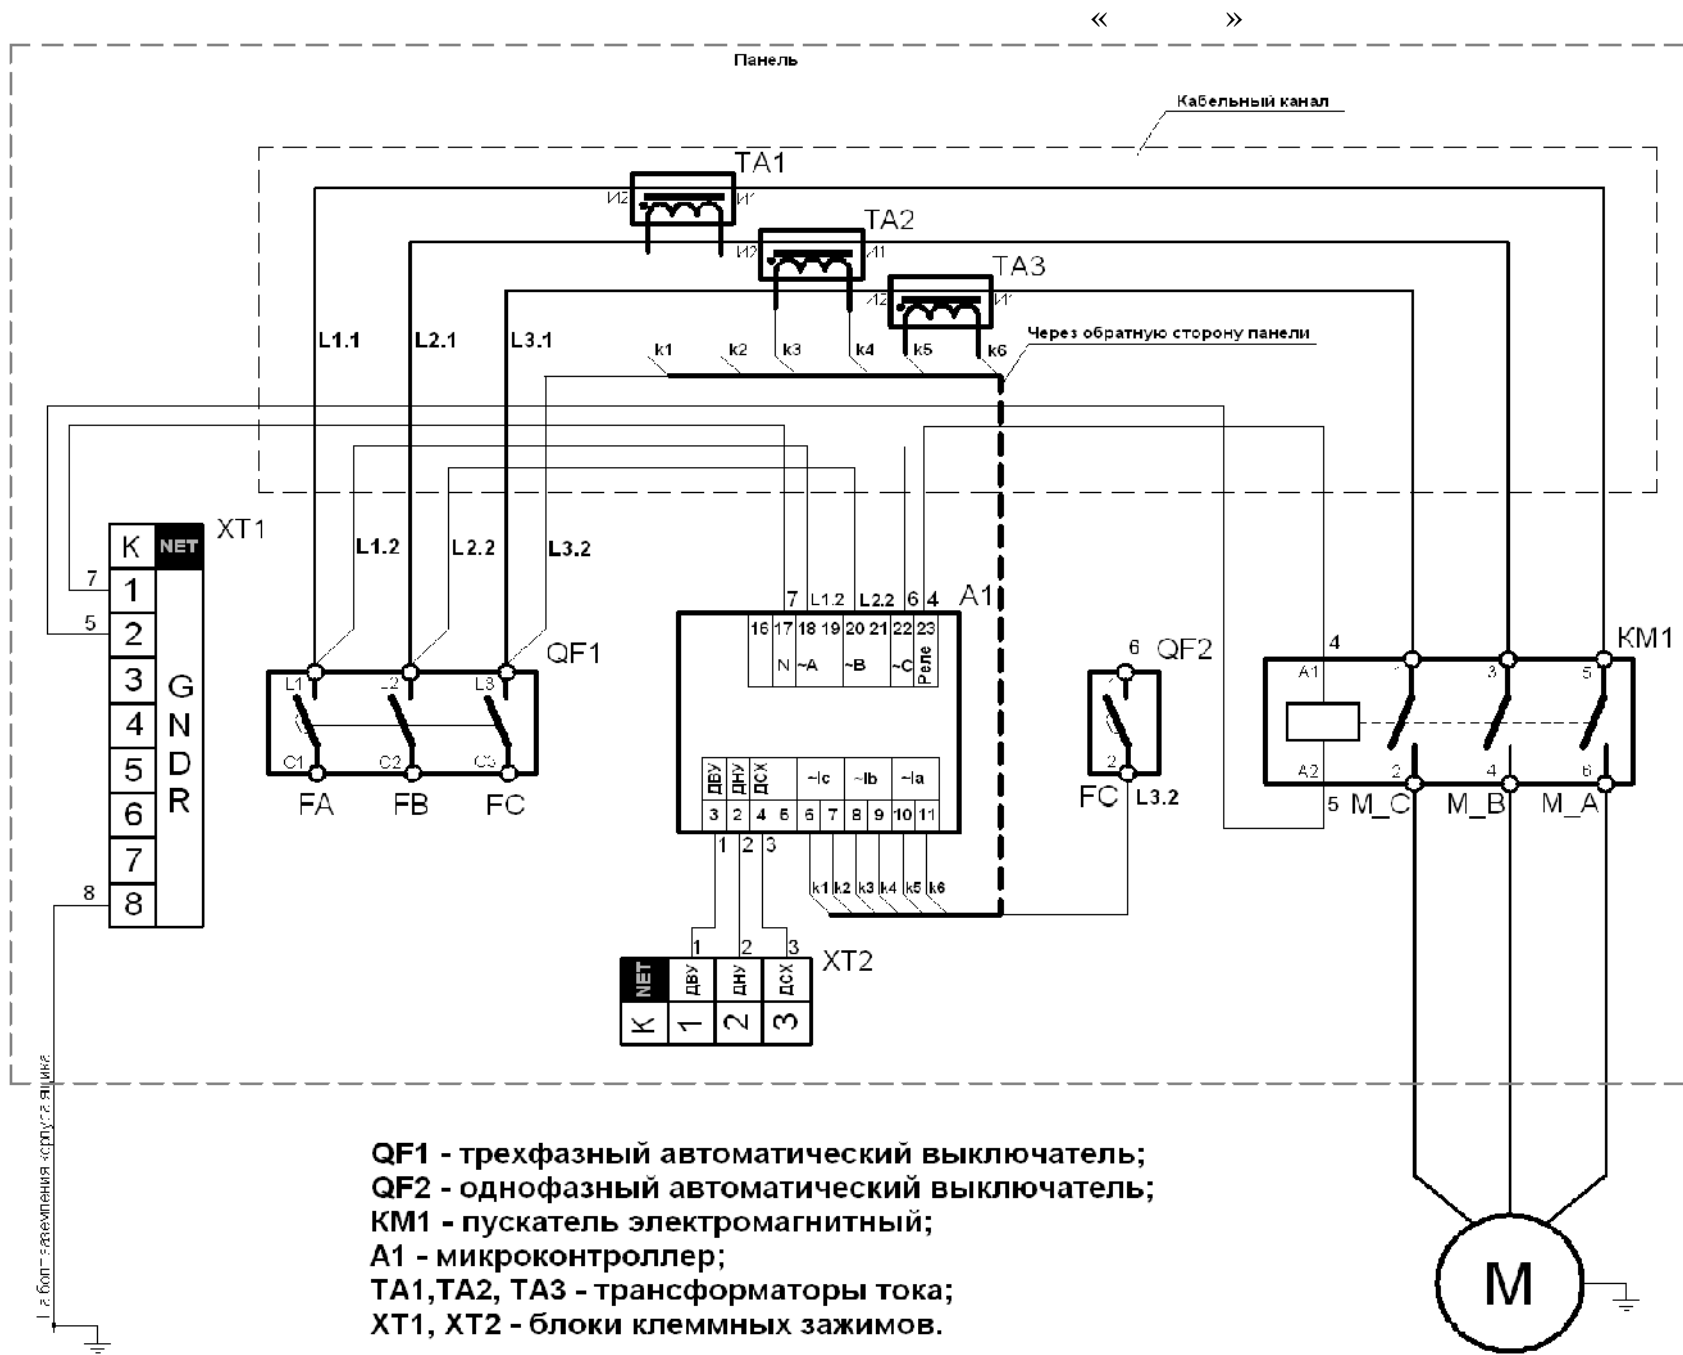 « »
Панель
Кабельный канал
TA1
И2 И1
TA2
И2 И1
TA3
И2 И1
L1.1 L2.1 L3.1
Через обратную сторону панели
k1 k2 k3 k4 k5 k6
XT1
K NET
L1.2 L2.2 L3.2
7 1
5 2
3
4
5
6
7
8 8
GNDR
QF1
L1 L2 L3
C1 C2 C3
FA FB FC
A1
7 L1.2 L2.2 6 4
16 17 18 19 20 21 22 23
N ~A ~B ~C Реле
ДВУ ДНУ ДСХ ~Ic ~Ib ~Ia
3 2 4 5 6 7 8 9 10 11
1 2 3
k1 k2 k3 k4 k5 k6
6 QF2
2
FC L3.2
KM1
4
A1 1 3 5
A2 2 4 6
5 M_C M_B M_A
1 2 3 XT2
NET ДВУ ДНУ ДСХ
K 1 2 3
заземления корпуса ящика
QF1 - трехфазный автоматический выключатель;
QF2 - однофазный автоматический выключатель;
KM1 - пускатель электромагнитный;
A1 - микроконтроллер;
TA1,TA2, TA3 - трансформаторы тока;
XT1, XT2 - блоки клеммных зажимов.
M